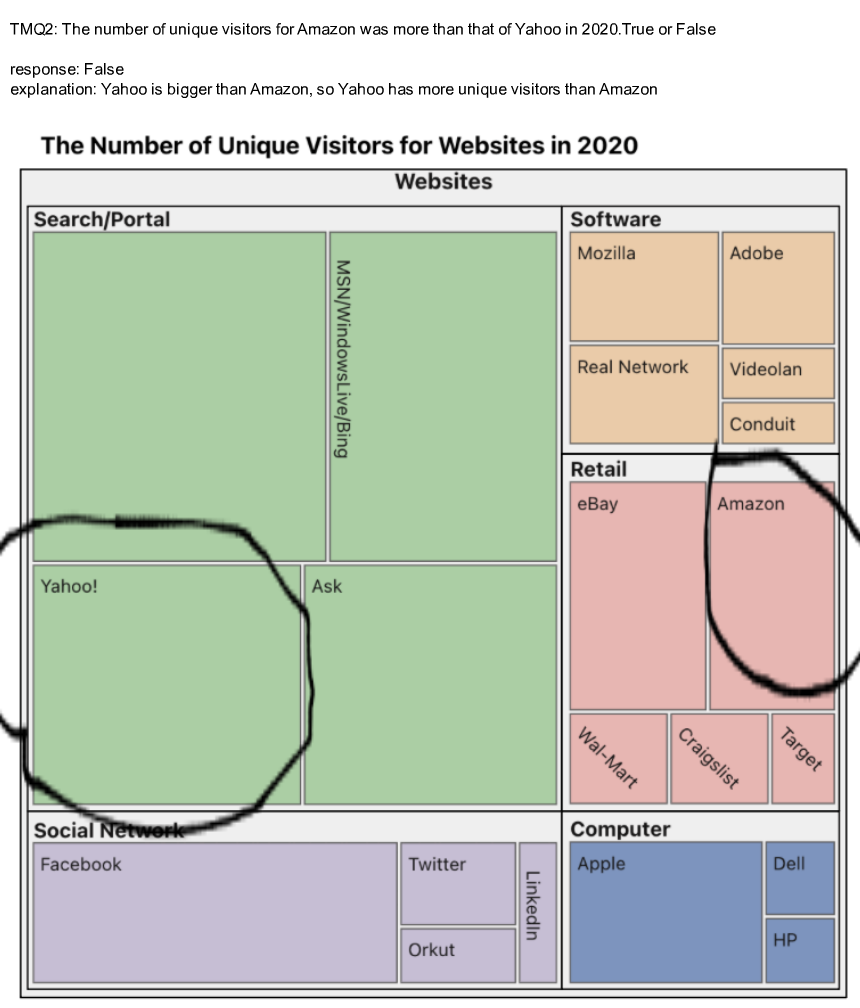 TMQ2: The number of unique visitors for Amazon was more than that of Yahoo in 2020.True or False
response: False
explanation: Yahoo is bigger than Amazon, so Yahoo has more unique visitors than Amazon
The Number of Unique Visitors for Websites in 2020
Websites
Search/Portal
MSN/WindowsLive/Bing
Yahoo!
Ask
Software
Mozilla
Adobe
Real Network
Videolan
Conduit
Retail
eBay
Amazon
Wal-Mart
Craigslist
Target
Social Network
Facebook
Twitter
Orkut
LinkedIn
Computer
Apple
Dell
HP